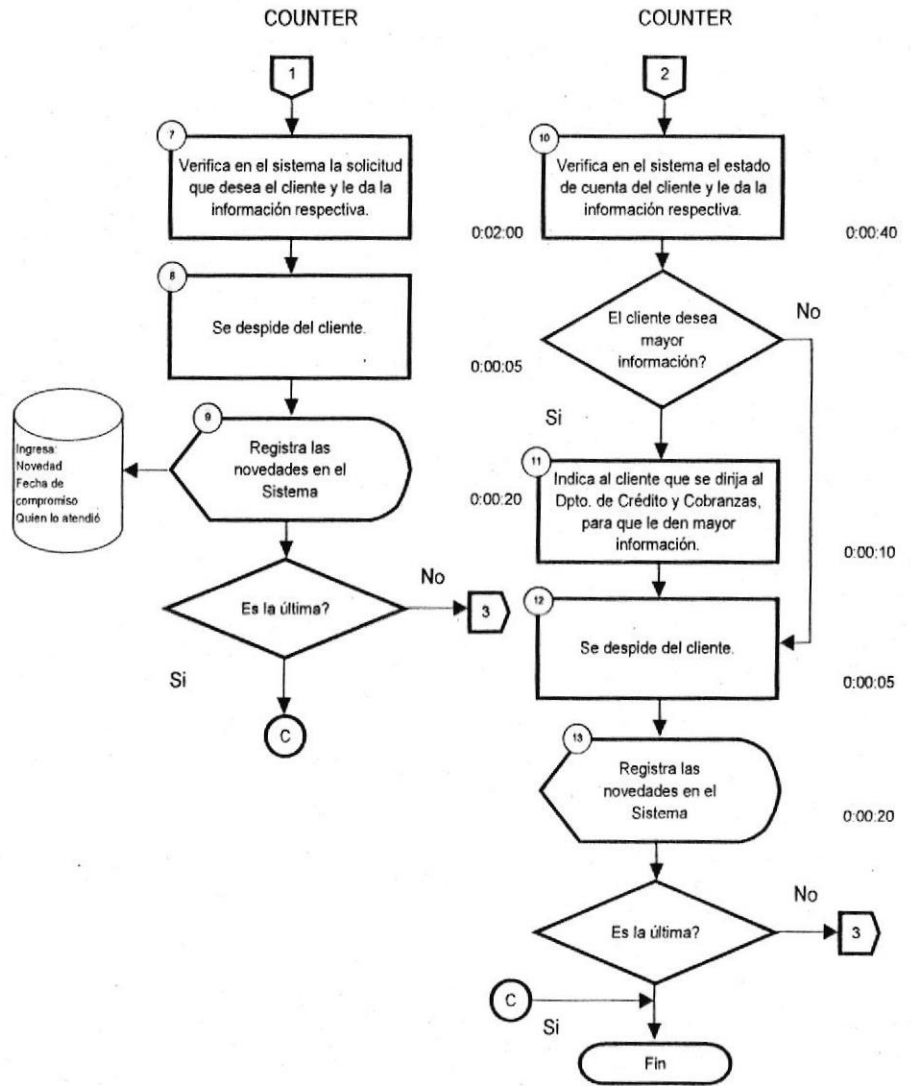 COUNTER
1
7
Verifica en el sistema la solicitud
que desea el cliente y le da la
información respectiva.
0:02:00
8
Se despide del cliente.
0:00:05
9
Registra las
novedades en el
Sistema
0:00:20
Ingresa:
Novedad
Fecha de
compromiso
Quien lo atendió
Es la última?
No
3
Si
C
COUNTER
2
10
Verifica en el sistema el estado
de cuenta del cliente y le da la
información respectiva.
0:00:40
El cliente desea
mayor
información?
No
Si
11
Indica al cliente que se dirija al
Dpto. de Crédito y Cobranzas,
para que le den mayor
información.
0:00:10
12
Se despide del cliente.
0:00:05
13
Registra las
novedades en el
Sistema
0:00:20
Es la última?
No
3
C
Si
Fin